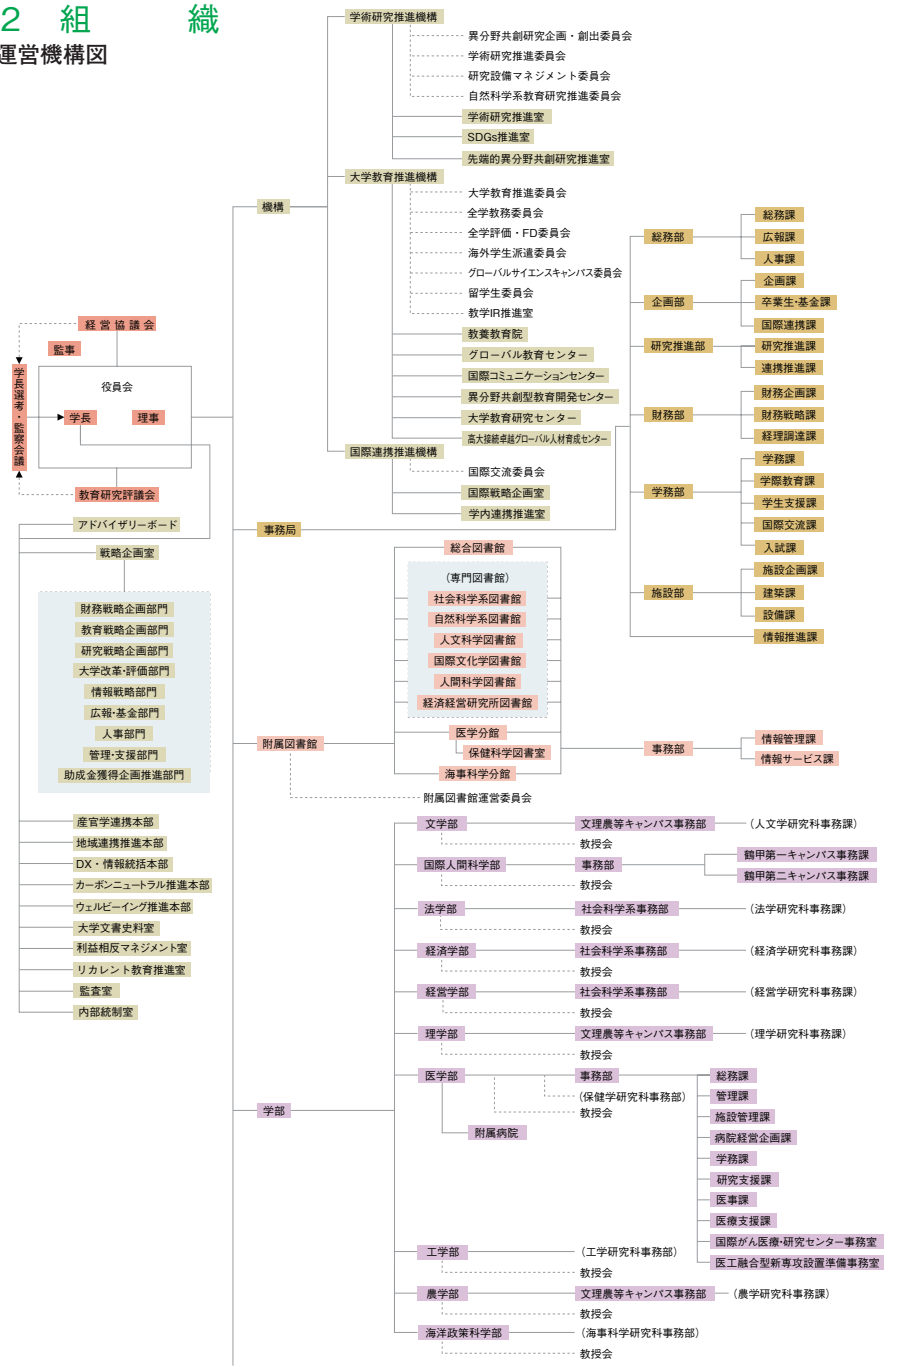 2 組 織
運営機構図
学術研究推進機構
異分野共創研究企画・創出委員会
学術研究推進委員会
研究設備マネジメント委員会
自然科学系教育研究推進委員会
学術研究推進室
SDGs推進室
先端的異分野共創研究推進室
機構
大学教育推進機構
大学教育推進委員会
全学教務委員会
全学評価・FD委員会
海外学生派遣委員会
グローバルサイエンスキャンパス委員会
留学生委員会
教学IR推進室
教養教育院
グローバル教育センター
国際コミュニケーションセンター
異分野共創型教育開発センター
大学教育研究センター
高大接続卓越グローバル人材育成センター
国際連携推進機構
国際交流委員会
国際戦略企画室
学内連携推進室
経営協議会
監事
学長選考・監察会議
役員会
学長
理事
教育研究評議会
アドバイザリーボード
戦略企画室
財務戦略企画部門
教育戦略企画部門
研究戦略企画部門
大学改革・評価部門
情報戦略部門
広報・基金部門
人事部門
管理・支援部門
助成金獲得企画推進部門
産官学連携本部
地域連携推進本部
DX・情報統括本部
カーボンニュートラル推進本部
ウェルビーイング推進本部
大学文書史料室
利益相反マネジメント室
リカレント教育推進室
監査室
内部統制室
事務局
総務部
総務課
広報課
人事課
企画部
企画課
卒業生・基金課
国際連携課
研究推進部
研究推進課
連携推進課
財務部
財務企画課
財務戦略課
経理調達課
学務部
学務課
学際教育課
学生支援課
国際交流課
入試課
施設部
施設企画課
建築課
設備課
情報推進課
附属図書館
総合図書館
(専門図書館)
社会科学系図書館
自然科学系図書館
人文科学図書館
国際文化学図書館
人間科学図書館
経済経営研究所図書館
医学分館
保健科学図書室
海事科学分館
附属図書館運営委員会
事務部
情報管理課
情報サービス課
学部
文学部
文理農等キャンパス事務部
(人文学研究科事務課)
教授会
国際人間科学部
事務部
鶴甲第一キャンパス事務課
鶴甲第二キャンパス事務課
教授会
法学部
社会科学系事務部
(法学研究科事務課)
教授会
経済学部
社会科学系事務部
(経済学研究科事務課)
教授会
経営学部
社会科学系事務部
(経営学研究科事務課)
教授会
理学部
文理農等キャンパス事務部
(理学研究科事務課)
教授会
医学部
事務部
(保健学研究科事務部)
教授会
附属病院
総務課
管理課
施設管理課
病院経営企画課
学務課
研究支援課
医事課
医療支援課
国際がん医療・研究センター事務室
医工融合型新専攻設置準備事務室
工学部
(工学研究科事務部)
教授会
農学部
文理農等キャンパス事務部
(農学研究科事務課)
教授会
海洋政策科学部
(海事科学研究科事務部)
教授会